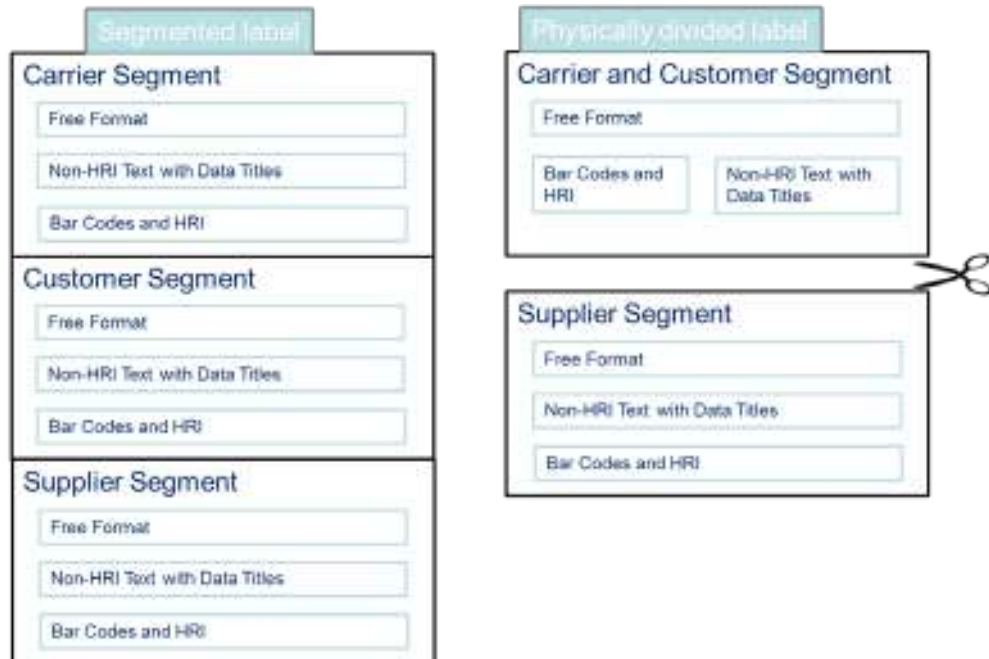 Segmented label
Carrier Segment
Free Format
Non-HRI Text with Data Titles
Bar Codes and HRI
Customer Segment
Free Format
Non-HRI Text with Data Titles
Bar Codes and HRI
Supplier Segment
Free Format
Non-HRI Text with Data Titles
Bar Codes and HRI
Physically divided label
Carrier and Customer Segment
Free Format
Bar Codes and
HRI
Non-HRI Text with
Data Titles
Supplier Segment
Free Format
Non-HRI Text with Data Titles
Bar Codes and HRI